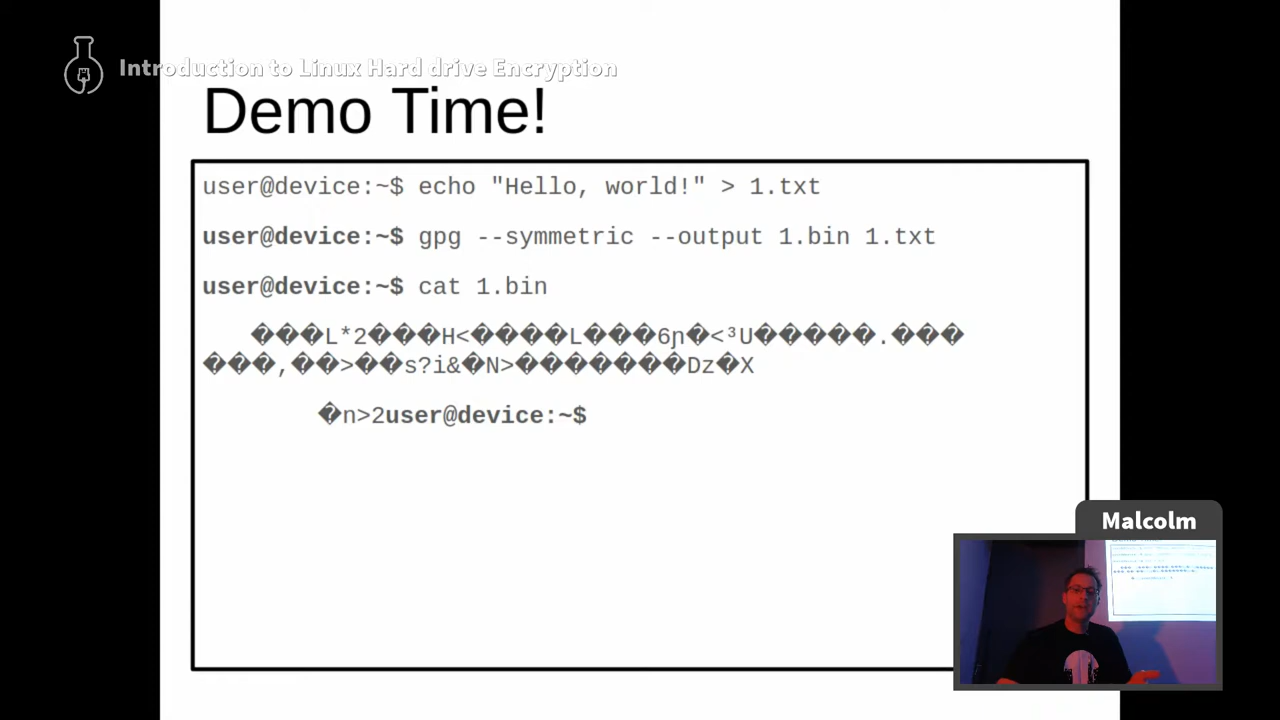 Introduction to Linux Hard drive Encryption
Demo Time!
user@device:~$ echo "Hello, world!" > 1.txt
user@device:~$ gpg --symmetric --output 1.bin 1.txt
user@device:~$ cat 1.bin
���L*2���H<����L���6ɲ�<³U�����.���
���,��>��s?i&�N>�������Dz�X
�n>2user@device:~$
Malcolm